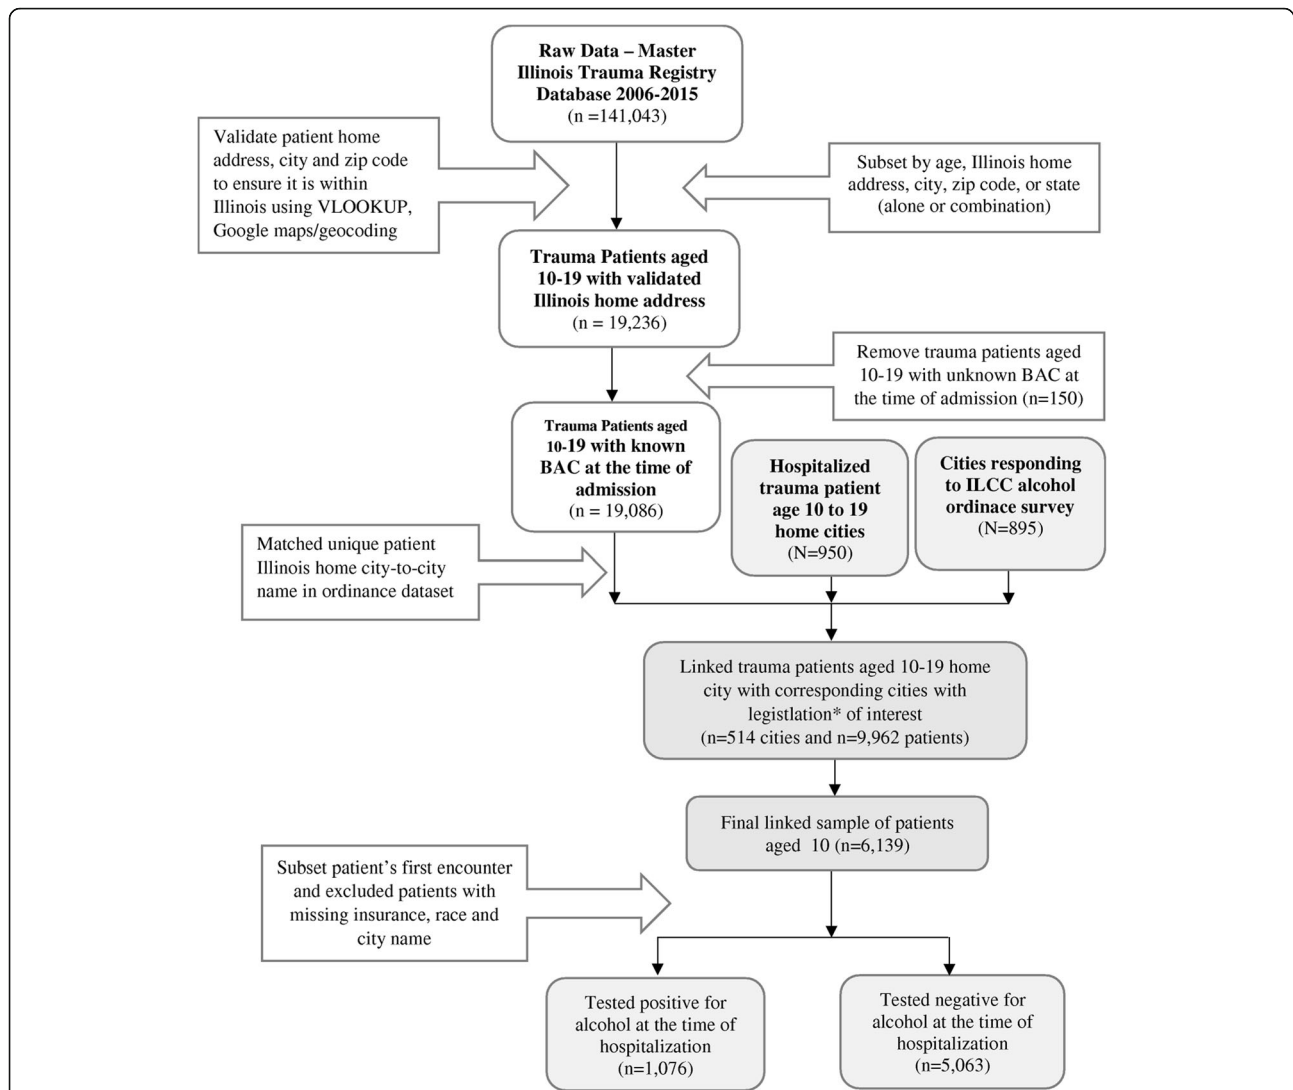 Raw Data – Master
Illinois Trauma Registry
Database 2006-2015
(n =141,043)
Validate patient home
address, city and zip code
to ensure it is within
Illinois using VLOOKUP,
Google maps/geocoding
Subset by age, Illinois home
address, city, zip code, or state
(alone or combination)
Trauma Patients aged
10-19 with validated
Illinois home address
(n = 19,236)
Remove trauma patients aged
10-19 with unknown BAC at
the time of admission (n=150)
Trauma Patients aged
10-19 with known
BAC at the time of
admission
(n = 19,086)
Hospitalized
trauma patient
age 10 to 19
home cities
(N=950)
Cities responding
to ILCC alcohol
ordinace survey
(N=895)
Matched unique patient
Illinois home city-to-city
name in ordinance dataset
Linked trauma patients aged 10-19 home
city with corresponding cities with
legistlation* of interest
(n=514 cities and n=9,962 patients)
Final linked sample of patients
aged 10 (n=6,139)
Subset patient's first encounter
and excluded patients with
missing insurance, race and
city name
Tested positive for
alcohol at the time of
hospitalization
(n=1,076)
Tested negative for
alcohol at the time of
hospitalization
(n=5,063)